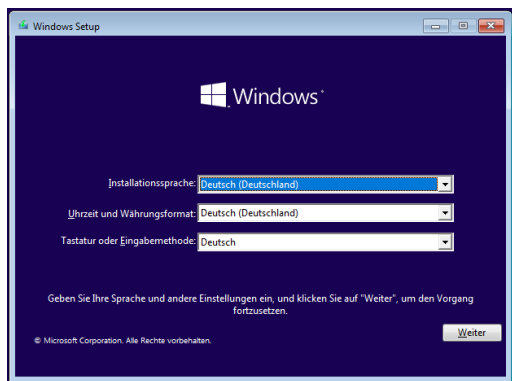 Windows Setup
Windows
Installationssprache: Deutsch (Deutschland)
Uhrzeit und Währungsformat: Deutsch (Deutschland)
Tastatur oder Eingabemethode: Deutsch
Geben Sie Ihre Sprache und andere Einstellungen ein, und klicken Sie auf "Weiter", um den Vorgang
fortzusetzen.
Weiter
© Microsoft Corporation. Alle Rechte vorbehalten.